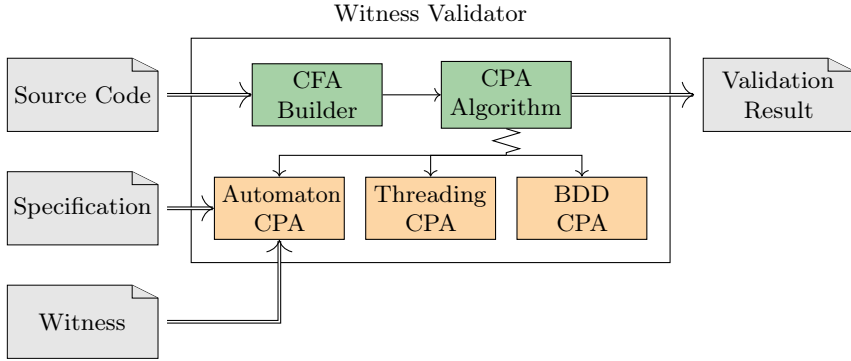 Witness Validator
Source Code
CFA
Builder
CPA
Algorithm
Validation
Result
Specification
Automaton
CPA
Threading
CPA
BDD
CPA
Witness